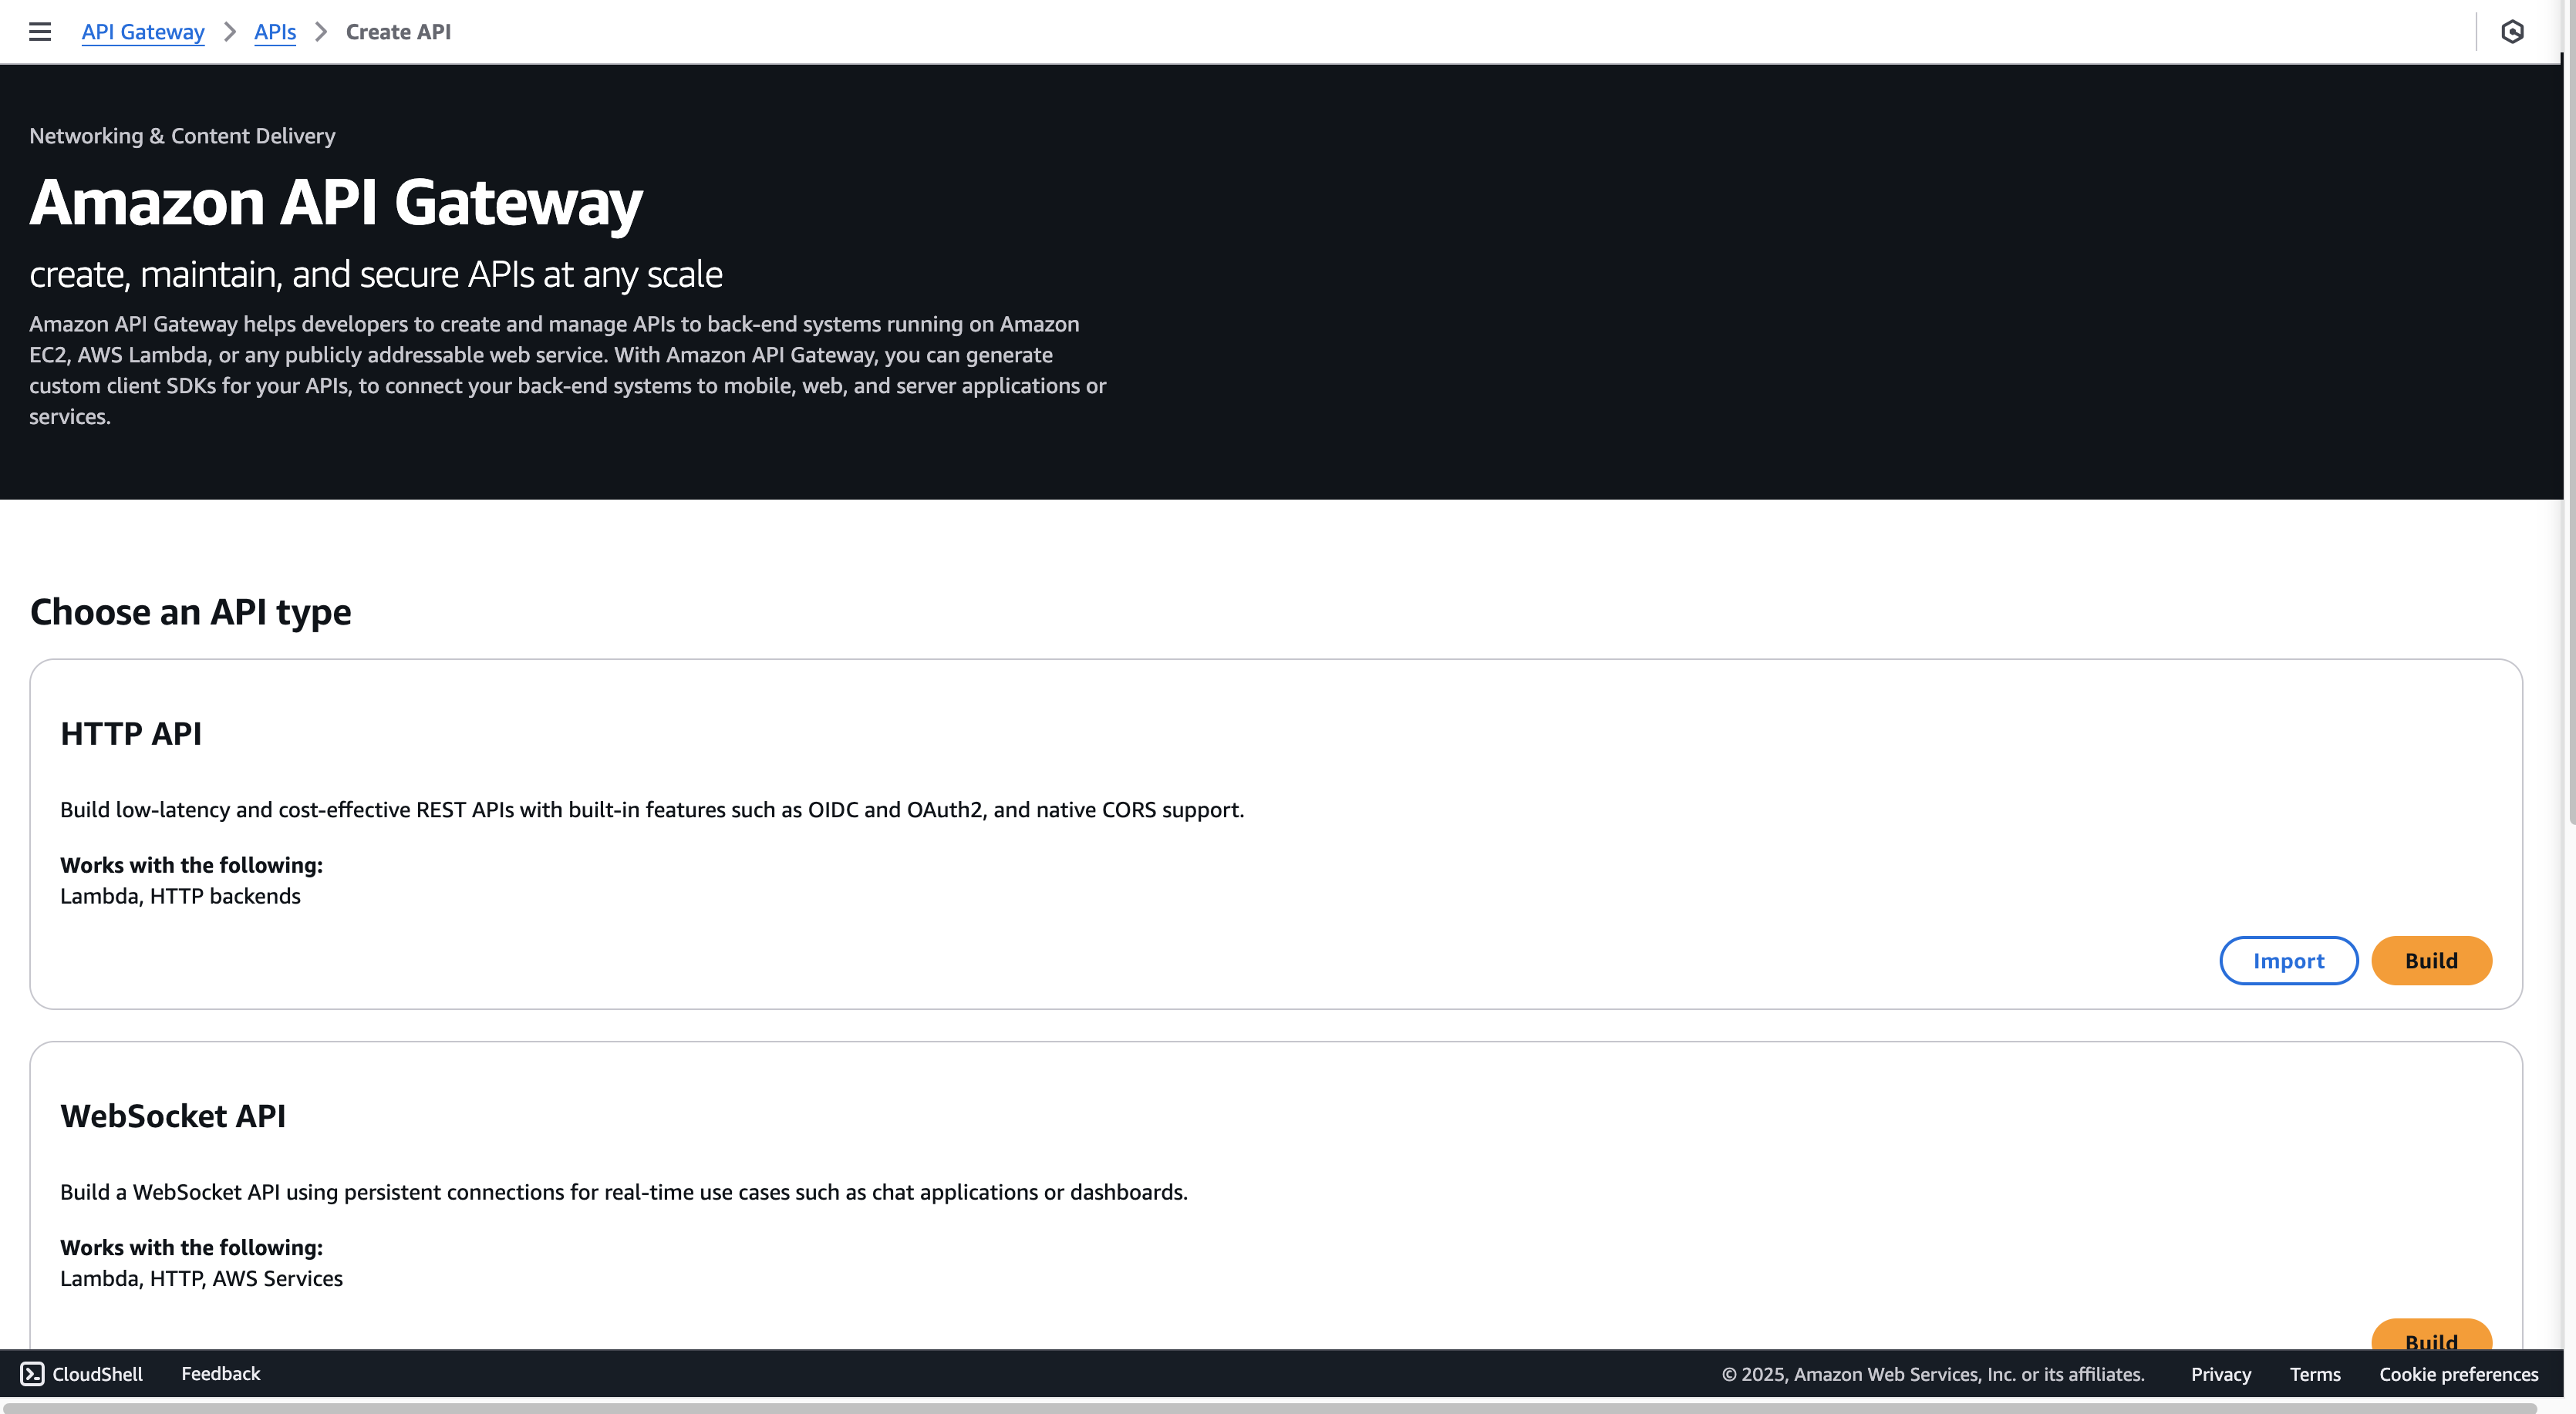 API Gateway > APIs > Create API
Networking & Content Delivery
Amazon API Gateway
create, maintain, and secure APIs at any scale
Amazon API Gateway helps developers to create and manage APIs to back-end systems running on Amazon
EC2, AWS Lambda, or any publicly addressable web service. With Amazon API Gateway, you can generate
custom client SDKs for your APIs, to connect your back-end systems to mobile, web, and server applications or
services.
Choose an API type
HTTP API
Build low-latency and cost-effective REST APIs with built-in features such as OIDC and OAuth2, and native CORS support.
Works with the following:
Lambda, HTTP backends
Import Build
WebSocket API
Build a WebSocket API using persistent connections for real-time use cases such as chat applications or dashboards.
Works with the following:
Lambda, HTTP, AWS Services
Build
CloudShell Feedback © 2025, Amazon Web Services, Inc. or its affiliates. Privacy Terms Cookie preferences